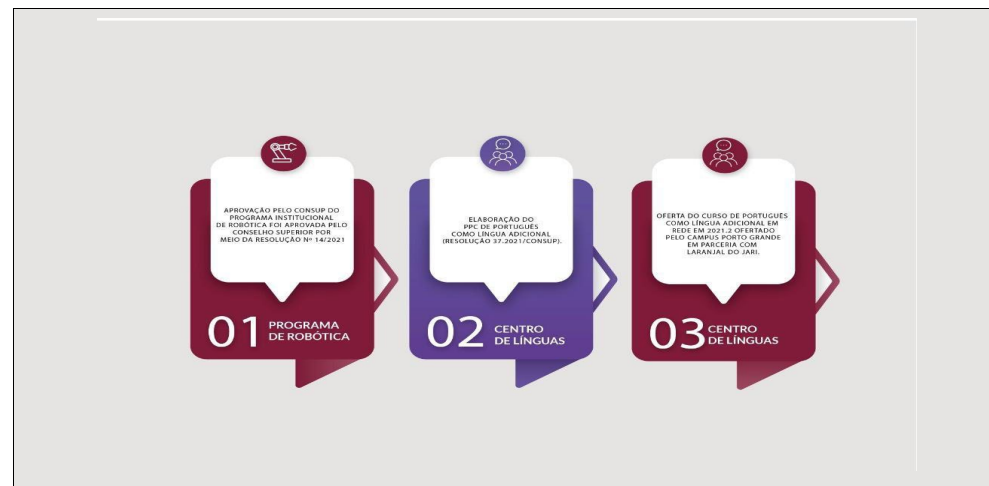 APROVAÇÃO PELO CONSUP DO
PROGRAMA INSTITUCIONAL
DE ROBÓTICA FOI APROVADA PELO
CONSELHO SUPERIOR POR
MEIO DA RESOLUÇÃO Nº 14/2021
01 PROGRAMA
DE ROBÓTICA
ELABORAÇÃO DO
PPC DE PORTUGUÊS
COMO LÍNGUA ADICIONAL
(RESOLUÇÃO 37.2021/CONSUP).
02 CENTRO
DE LÍNGUAS
OFERTA DO CURSO DE PORTUGUÊS
COMO LÍNGUA ADICIONAL EM
REDE EM 2021.2 OFERTADO
PELO CAMPUS PORTO GRANDE
EM PARCERIA COM
LARANJAL DO JARI.
03 CENTRO
DE LÍNGUAS